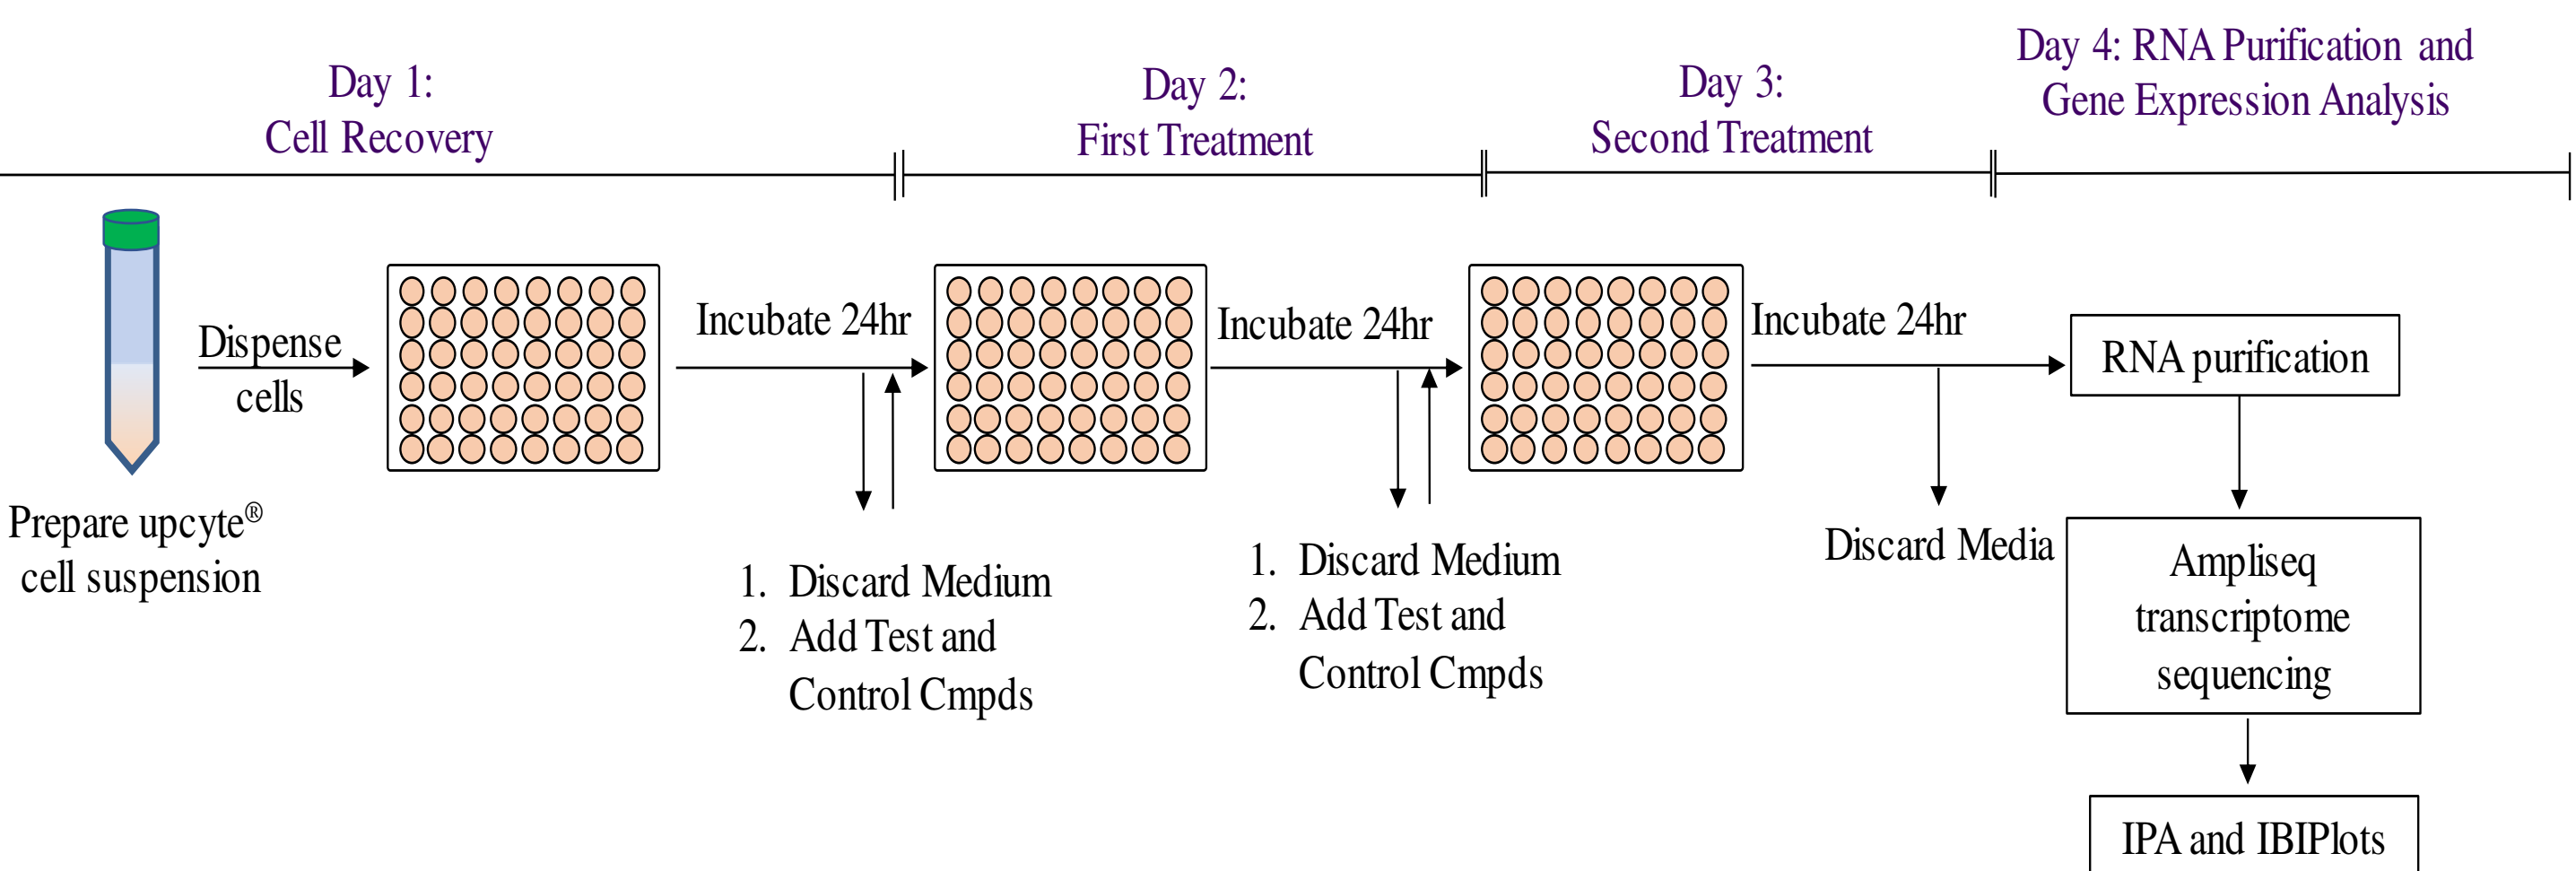 Day 1:
Cell Recovery
Day 2:
First Treatment
Day 3:
Second Treatment
Day 4: RNA Purification and
Gene Expression Analysis
Prepare upcyte®
cell suspension
Dispense
cells
Incubate 24hr
1. Discard Medium
2. Add Test and
Control Cmpds
Incubate 24hr
1. Discard Medium
2. Add Test and
Control Cmpds
Incubate 24hr
Discard Media
RNA purification
Ampliseq
transcriptome
sequencing
IPA and IBIPlots